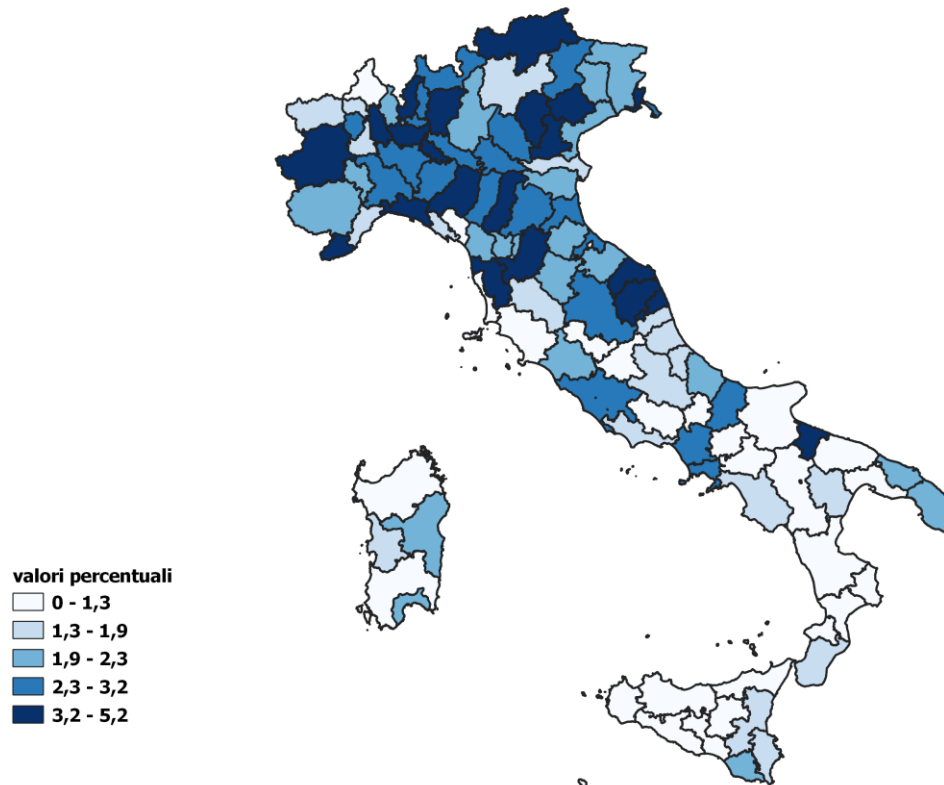 valori percentuali
0 - 1,3
1,3 - 1,9
1,9 - 2,3
2,3 - 3,2
3,2 - 5,2